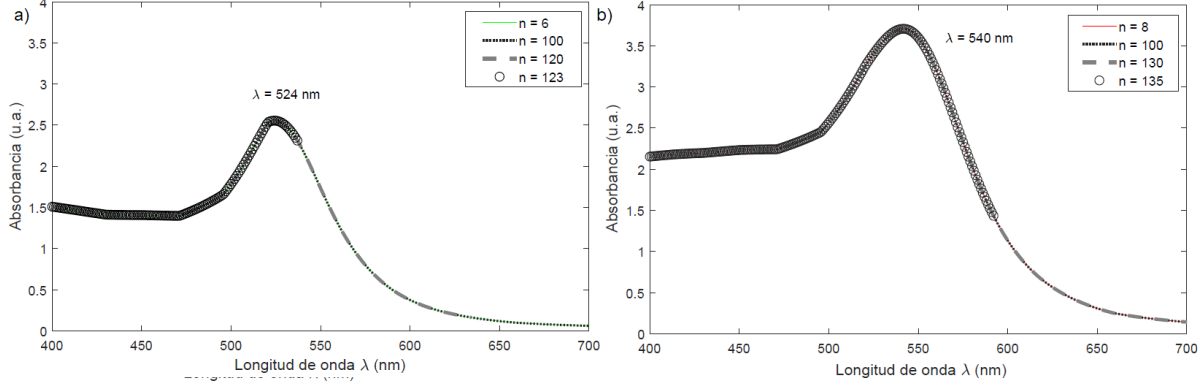 a)
4
3.5
3
2.5
2
1.5
1
0.5
0
Absorbancia (u.a.)
λ = 524 nm
n = 6
n = 100
n = 120
n = 123
400 450 500 550 600 650 700
Longitud de onda λ (nm)
b)
4
3.5
3
2.5
2
1.5
1
0.5
0
Absorbancia (u.a.)
λ = 540 nm
n = 8
n = 100
n = 130
n = 135
400 450 500 550 600 650 700
Longitud de onda λ (nm)